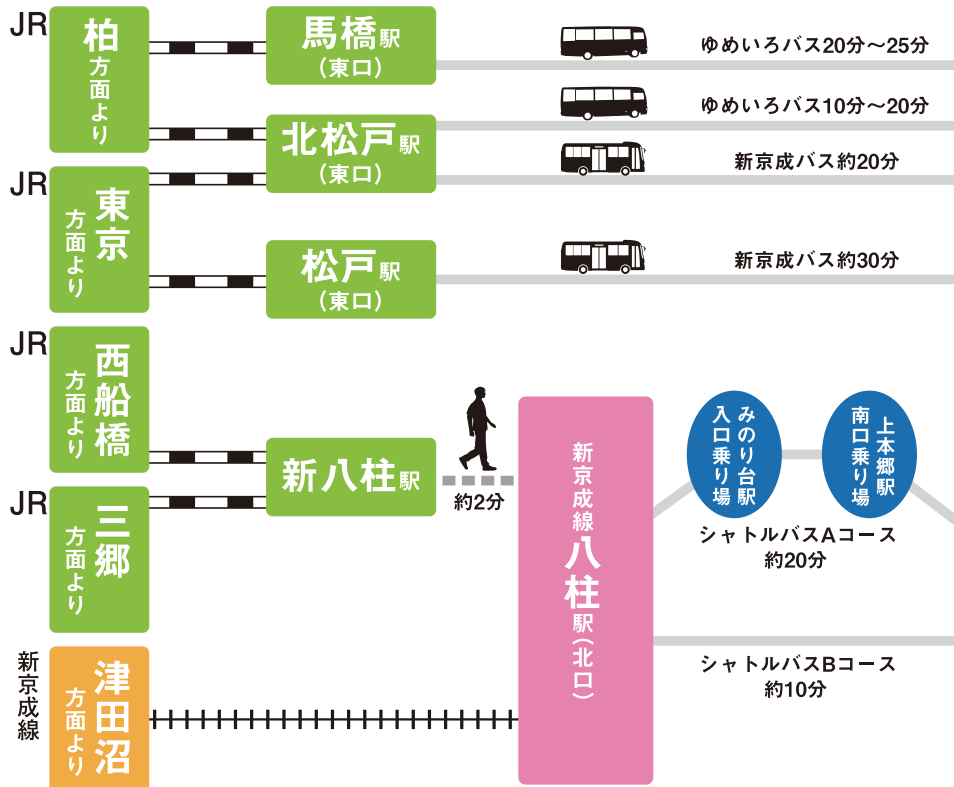 JR
柏
方面より
馬橋駅
(東口)
ゆめいろバス20分〜25分
ゆめいろバス10分〜20分
北松戸駅
(東口)
新京成バス約20分
JR
東京
方面より
松戸駅
(東口)
新京成バス約30分
JR
西船橋
方面より
新八柱駅
約2分
JR
三郷
方面より
新京成線
津田沼
方面より
新京成線八柱駅(北口)
みのり台駅
入口乗り場
上本郷駅
南口乗り場
シャトルバスAコース
約20分
シャトルバスBコース
約10分